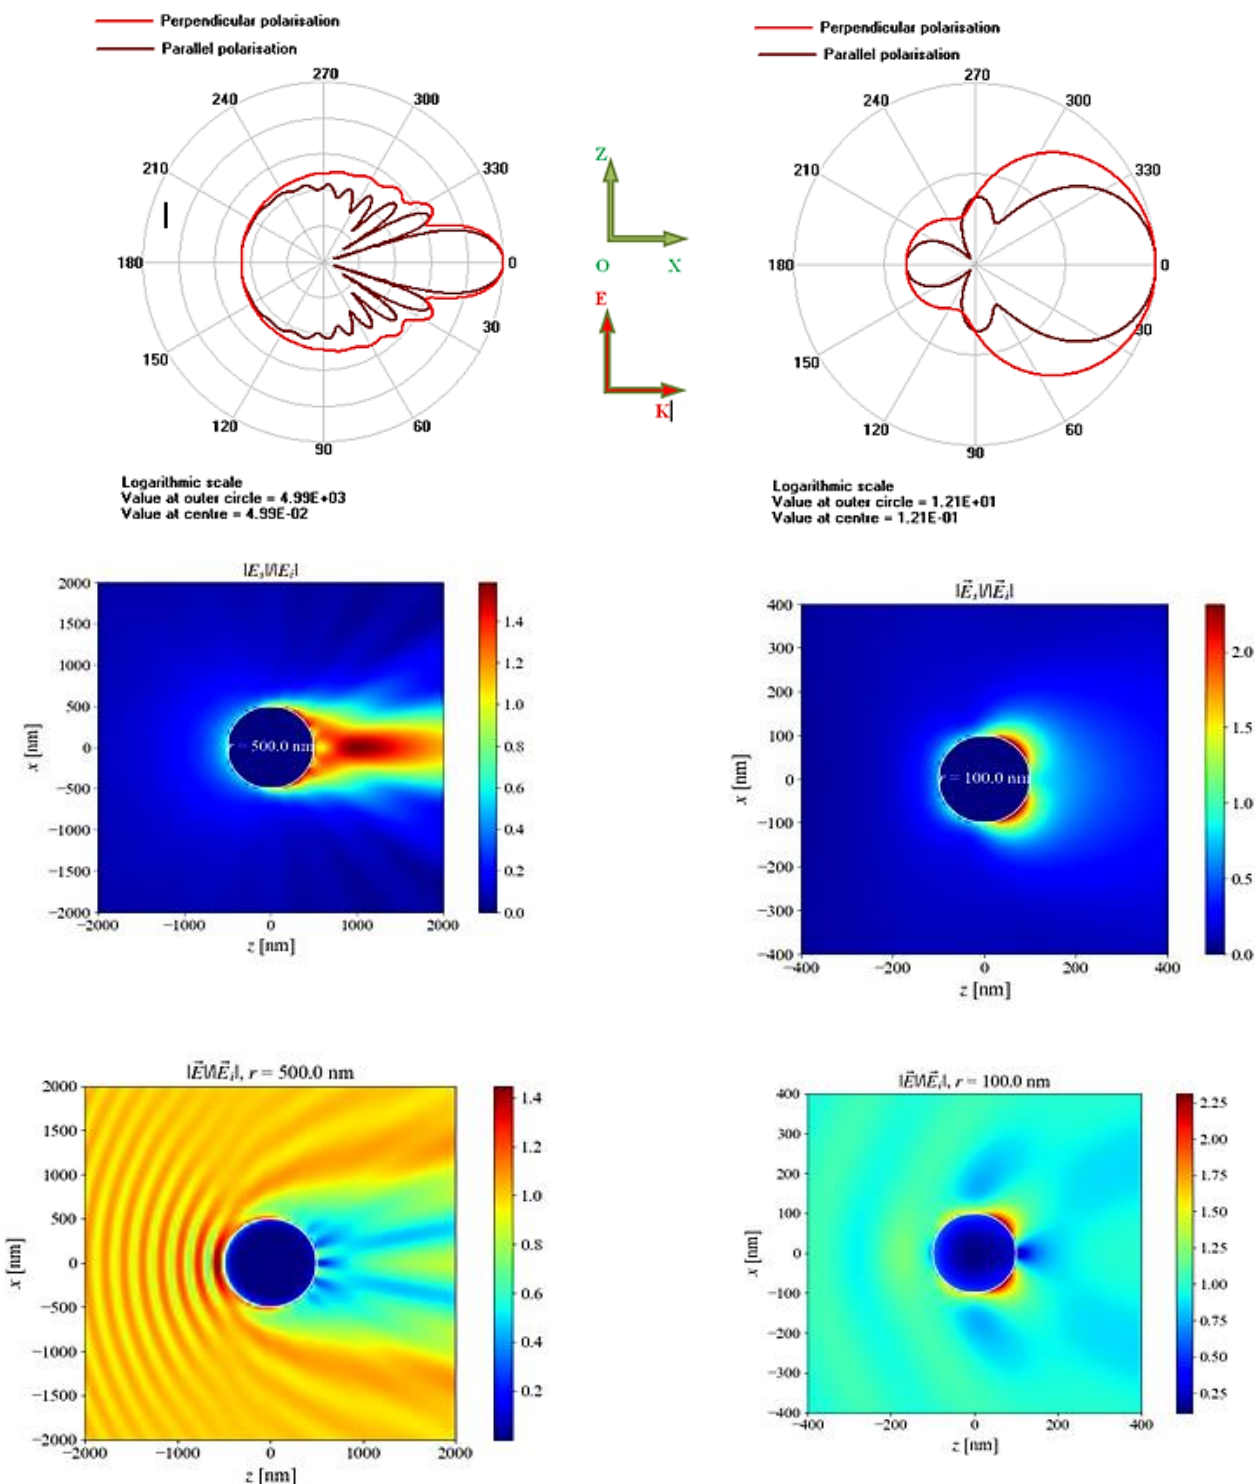 Perpendicular polarisation
Parallel polarisation
270
240
300
210
330
180
0
150
30
120
60
90
Logarithmic scale
Value at outer circle = 4.99E+03
Value at centre = 4.99E-02
Z
O X
E
K
Perpendicular polarisation
Parallel polarisation
270
240
300
210
330
180
0
150
30
120
60
90
Logarithmic scale
Value at outer circle = 1.21E+01
Value at centre = 1.21E-01
|E_s|/|E_i|
2000
1500
1000
500
0
−500
−1000
−1500
−2000
x [nm]
r = 500.0 nm
−2000 −1000 0 1000 2000
z [nm]
1.4
1.2
1.0
0.8
0.6
0.4
0.2
0.0
|E⃗_s|/|E⃗_i|
400
300
200
100
0
−100
−200
−300
−400
x [nm]
r = 100.0 nm
−400 −200 0 200 400
z [nm]
2.0
1.5
1.0
0.5
0.0
|E⃗|/|E⃗_i|, r = 500.0 nm
2000
1500
1000
500
0
−500
−1000
−1500
−2000
x [nm]
−2000 −1000 0 1000 2000
z [nm]
1.4
1.2
1.0
0.8
0.6
0.4
0.2
|E⃗|/|E⃗_i|, r = 100.0 nm
400
300
200
100
0
−100
−200
−300
−400
x [nm]
−400 −200 0 200 400
z [nm]
2.25
2.00
1.75
1.50
1.25
1.00
0.75
0.50
0.25